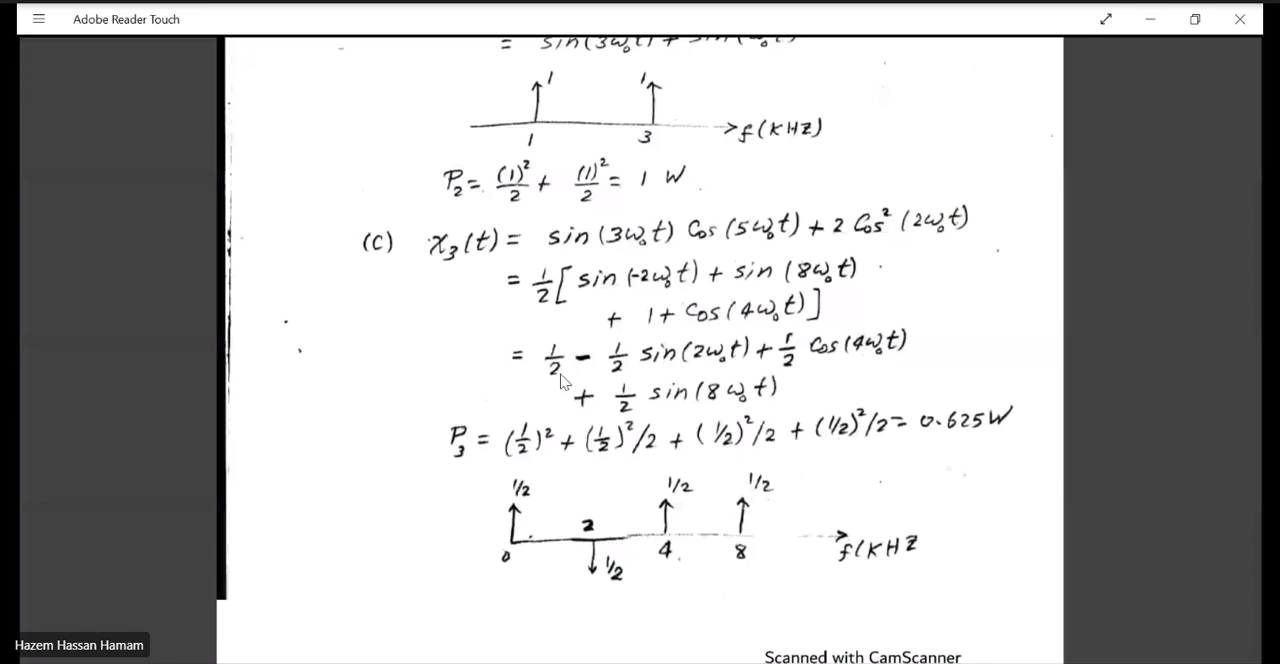 Adobe Reader Touch
= sin(3ω₀t) + sin(ω₀t)
1 1
1 3 → f(KHZ)
P₂ = (1)²/2 + (1)²/2 = 1 W
(C) x₃(t) = sin(3ω₀t) Cos(5ω₀t) + 2 Cos²(2ω₀t)
= 1/2 [ sin(-2ω₀t) + sin(8ω₀t)
+ 1 + Cos(4ω₀t) ]
= 1/2 - 1/2 sin(2ω₀t) + 1/2 Cos(4ω₀t)
+ 1/2 sin(8ω₀t)
P₃ = (1/2)² + (1/2)²/2 + (1/2)²/2 + (1/2)²/2 = 0.625W
1/2 1/2 1/2
2
0 4 8 f(KHZ
1/2
Hazem Hassan Hamam
Scanned with CamScanner